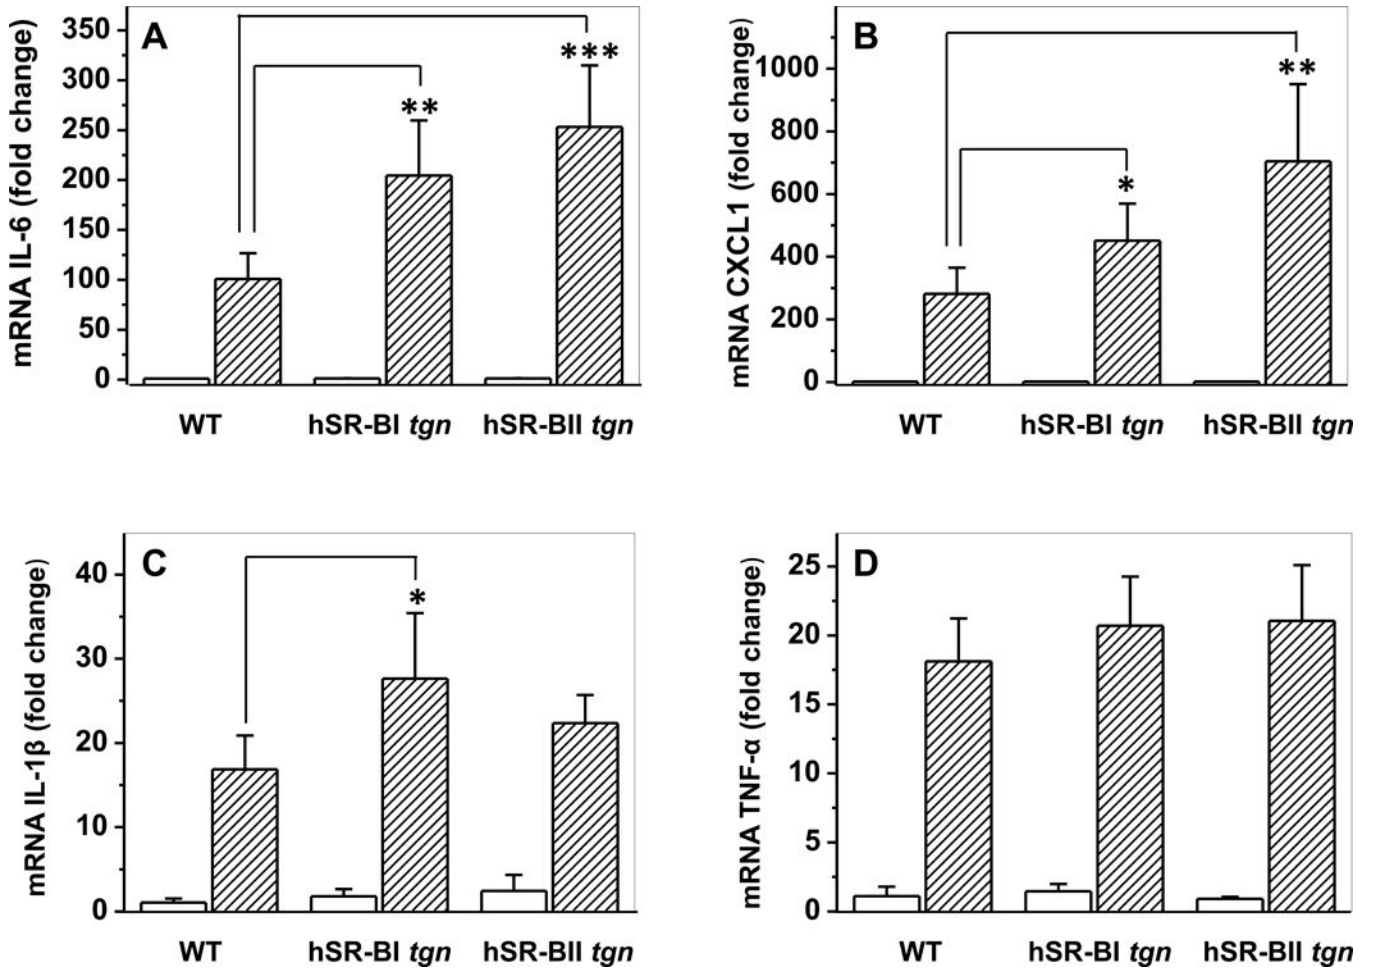 A
mRNA IL-6 (fold change)
350
300
250
200
150
100
50
0
**
***
WT
hSR-BI tgn
hSR-BII tgn
B
mRNA CXCL1 (fold change)
1000
800
600
400
200
0
*
**
WT
hSR-BI tgn
hSR-BII tgn
C
mRNA IL-1β (fold change)
40
30
20
10
0
*
WT
hSR-BI tgn
hSR-BII tgn
D
mRNA TNF-α (fold change)
25
20
15
10
5
0
WT
hSR-BI tgn
hSR-BII tgn